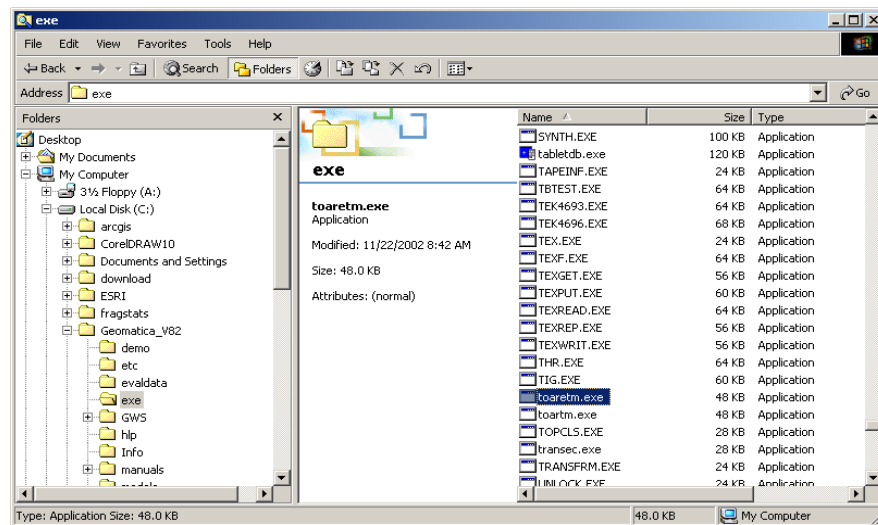 exe
File Edit View Favorites Tools Help
Back Search Folders
Address exe Go
Folders
Desktop
My Documents
My Computer
3½ Floppy (A:)
Local Disk (C:)
arcgis
CorelDRAW10
Documents and Settings
download
ESRI
fragstats
Geomatica_V82
demo
etc
evaldata
exe
GWS
hlp
Info
manuals
exe
toaretm.exe
Application
Modified: 11/22/2002 8:42 AM
Size: 48.0 KB
Attributes: (normal)
Name Size Type
SYNTH.EXE 100 KB Application
tabletdb.exe 120 KB Application
TAPEINF.EXE 24 KB Application
TBTEST.EXE 64 KB Application
TEK4693.EXE 64 KB Application
TEK4696.EXE 68 KB Application
TEX.EXE 24 KB Application
TEXF.EXE 64 KB Application
TEXGET.EXE 56 KB Application
TEXPUT.EXE 60 KB Application
TEXREAD.EXE 64 KB Application
TEXREP.EXE 56 KB Application
TEXWRIT.EXE 56 KB Application
THR.EXE 64 KB Application
TIG.EXE 60 KB Application
toaretm.exe 48 KB Application
toartm.exe 48 KB Application
TOPCLS.EXE 28 KB Application
transec.exe 28 KB Application
TRANSFRM.EXE 24 KB Application
UNLOCK.EXE 24 KB Application
Type: Application Size: 48.0 KB 48.0 KB My Computer